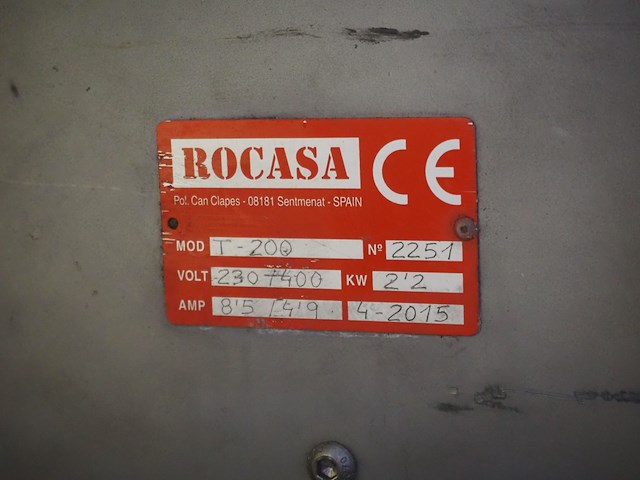 ROCASA CE
Pol. Can Clapes - 08181 Sentmenat - SPAIN
MOD T-200 Nº 2251
VOLT 230/400 KW 2'2
AMP 8'5/4'9 4-2015